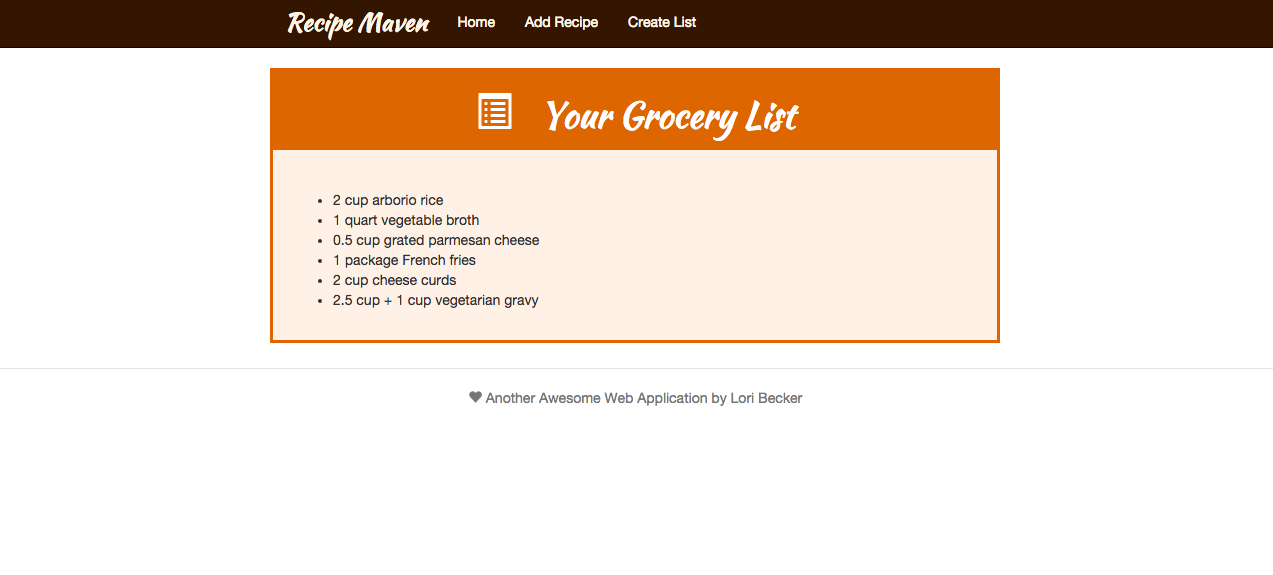 Recipe Maven Home Add Recipe Create List
Your Grocery List
2 cup arborio rice
1 quart vegetable broth
0.5 cup grated parmesan cheese
1 package French fries
2 cup cheese curds
2.5 cup + 1 cup vegetarian gravy
Another Awesome Web Application by Lori Becker